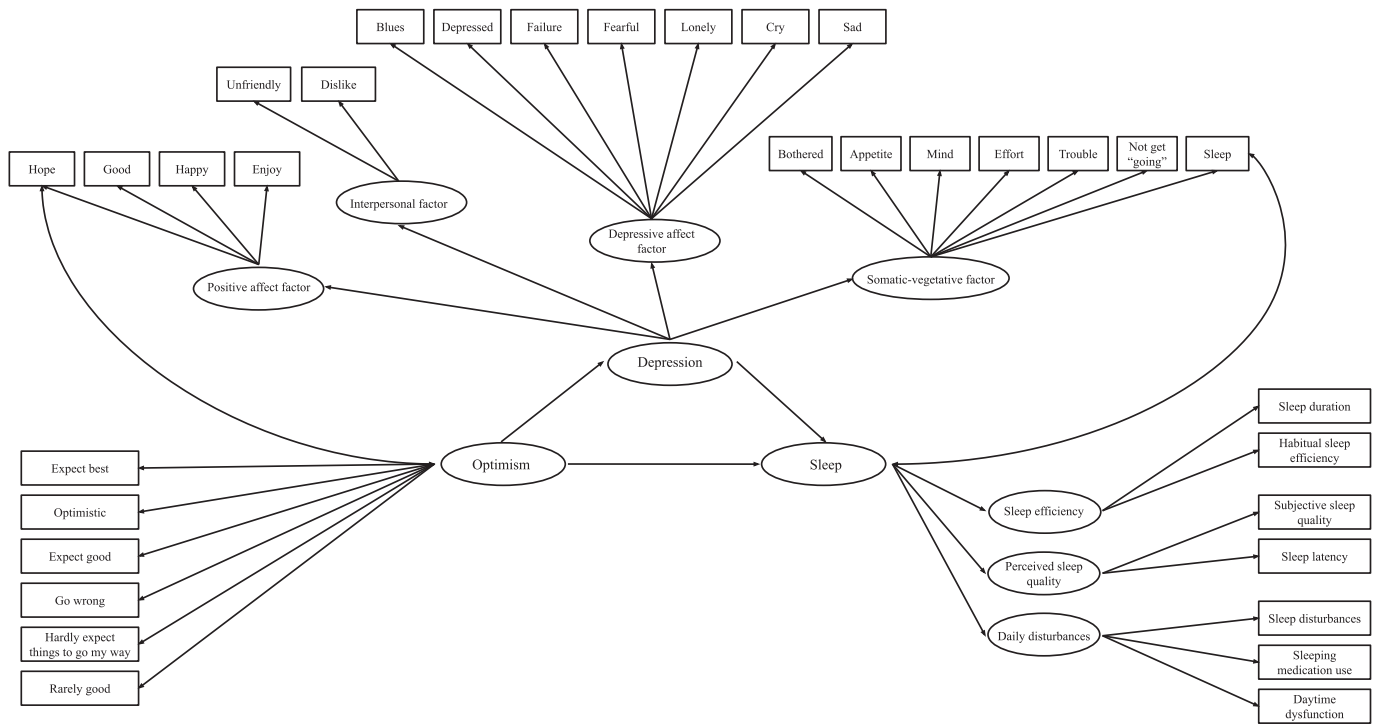 Blues
Depressed
Failure
Fearful
Lonely
Cry
Sad
Unfriendly
Dislike
Bothered
Appetite
Mind
Effort
Trouble
Not get
“going”
Sleep
Hope
Good
Happy
Enjoy
Interpersonal factor
Depressive affect
factor
Somatic-vegetative factor
Positive affect factor
Depression
Optimism
Sleep
Expect best
Optimistic
Expect good
Go wrong
Hardly expect
things to go my way
Rarely good
Sleep efficiency
Perceived sleep
quality
Daily disturbances
Sleep duration
Habitual sleep
efficiency
Subjective sleep
quality
Sleep latency
Sleep disturbances
Sleeping
medication use
Daytime
dysfunction